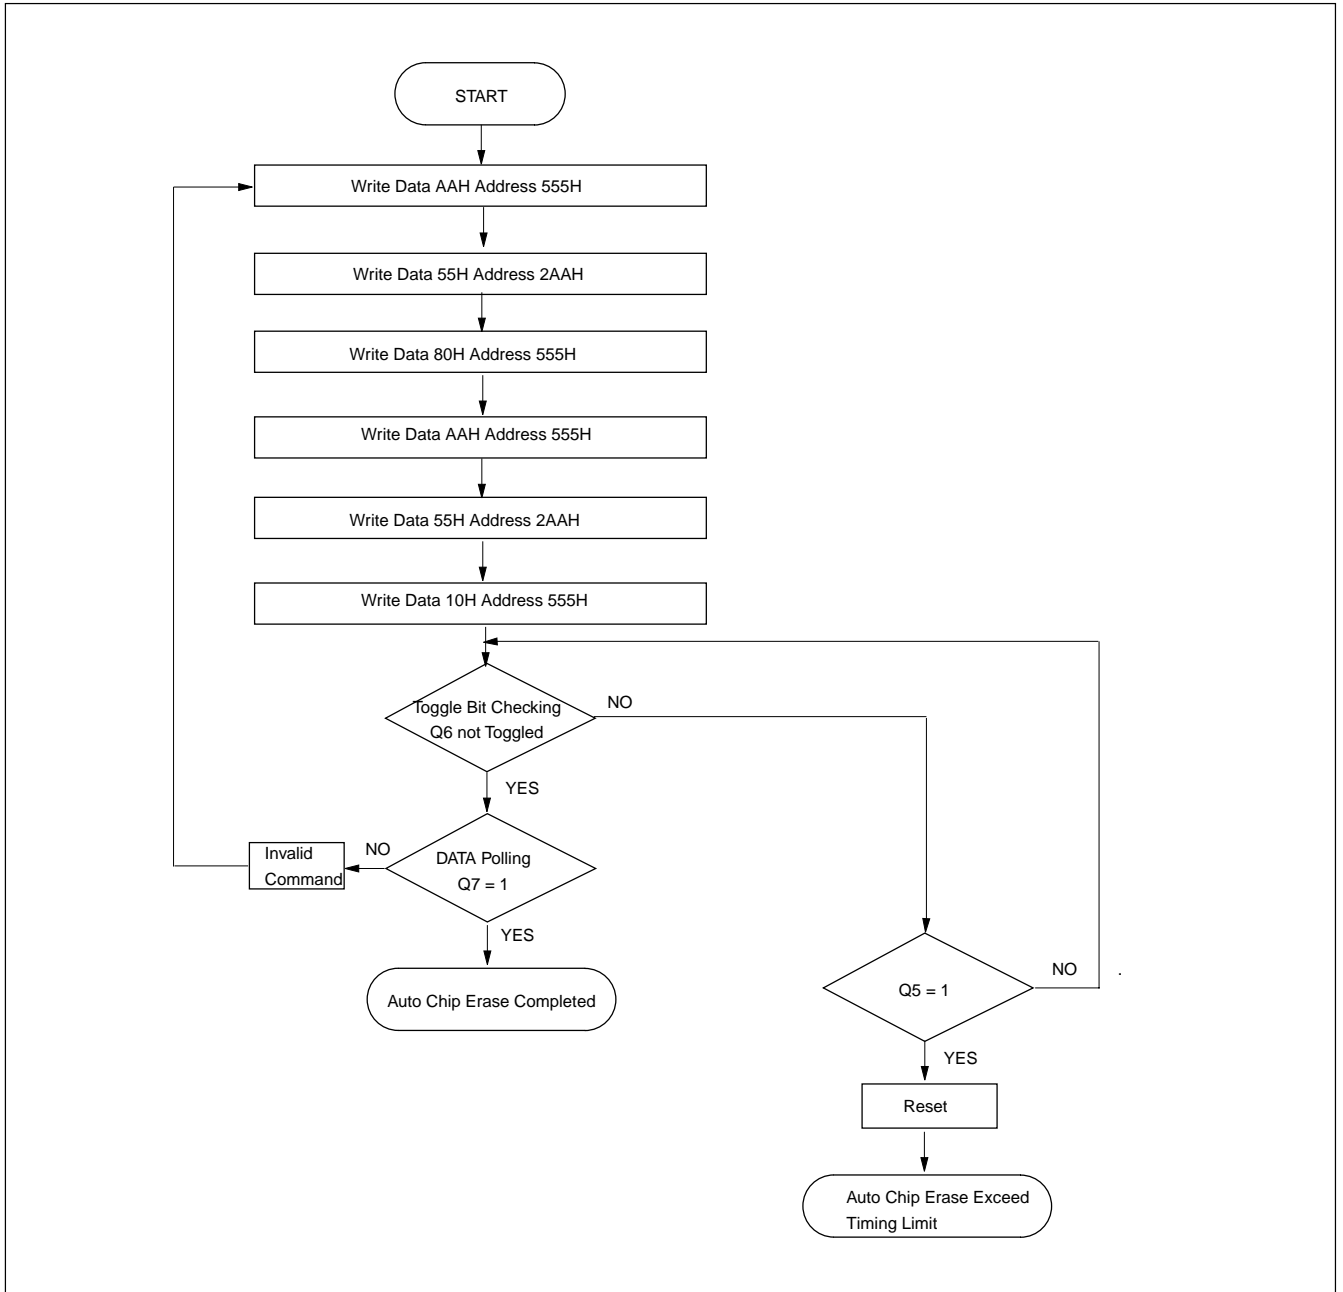 START
Write Data AAH Address 555H
Write Data 55H Address 2AAH
Write Data 80H Address 555H
Write Data AAH Address 555H
Write Data 55H Address 2AAH
Write Data 10H Address 555H
Toggle Bit Checking
Q6 not Toggled
NO
YES
Invalid
Command
NO
DATA Polling
Q7 = 1
YES
Auto Chip Erase Completed
Q5 = 1
NO
.
YES
Reset
Auto Chip Erase Exceed
Timing Limit